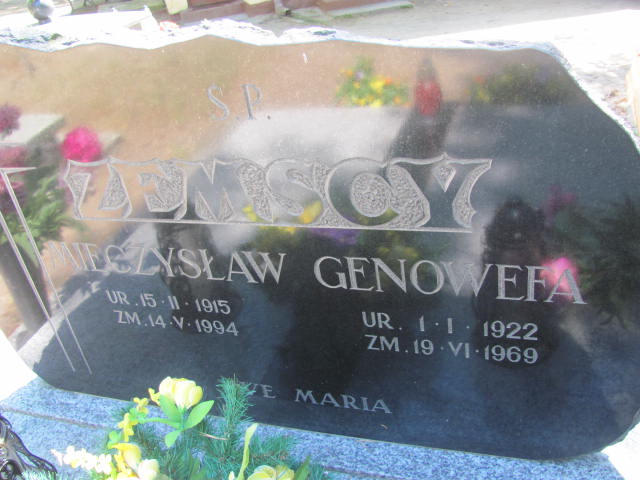 S.P.
ZEMSCY
MIECZYSŁAW GENOWEFA
UR. 15·II·1915 UR. 1·I·1922
ZM. 14·V·1994 ZM. 19·VI·1969
MARIA